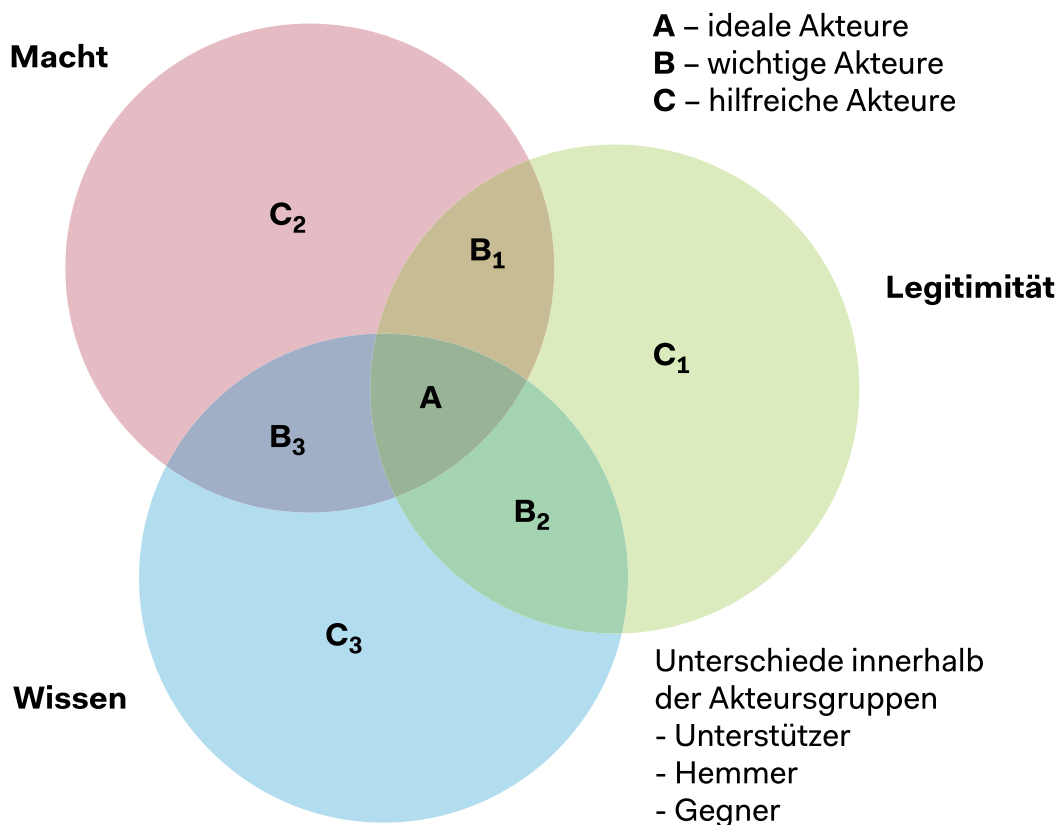 Macht
A – ideale Akteure
B – wichtige Akteure
C – hilfreiche Akteure
C₂
B₁
Legitimität
C₁
A
B₃
B₂
C₃
Wissen
Unterschiede innerhalb
der Akteursgruppen
- Unterstützer
- Hemmer
- Gegner